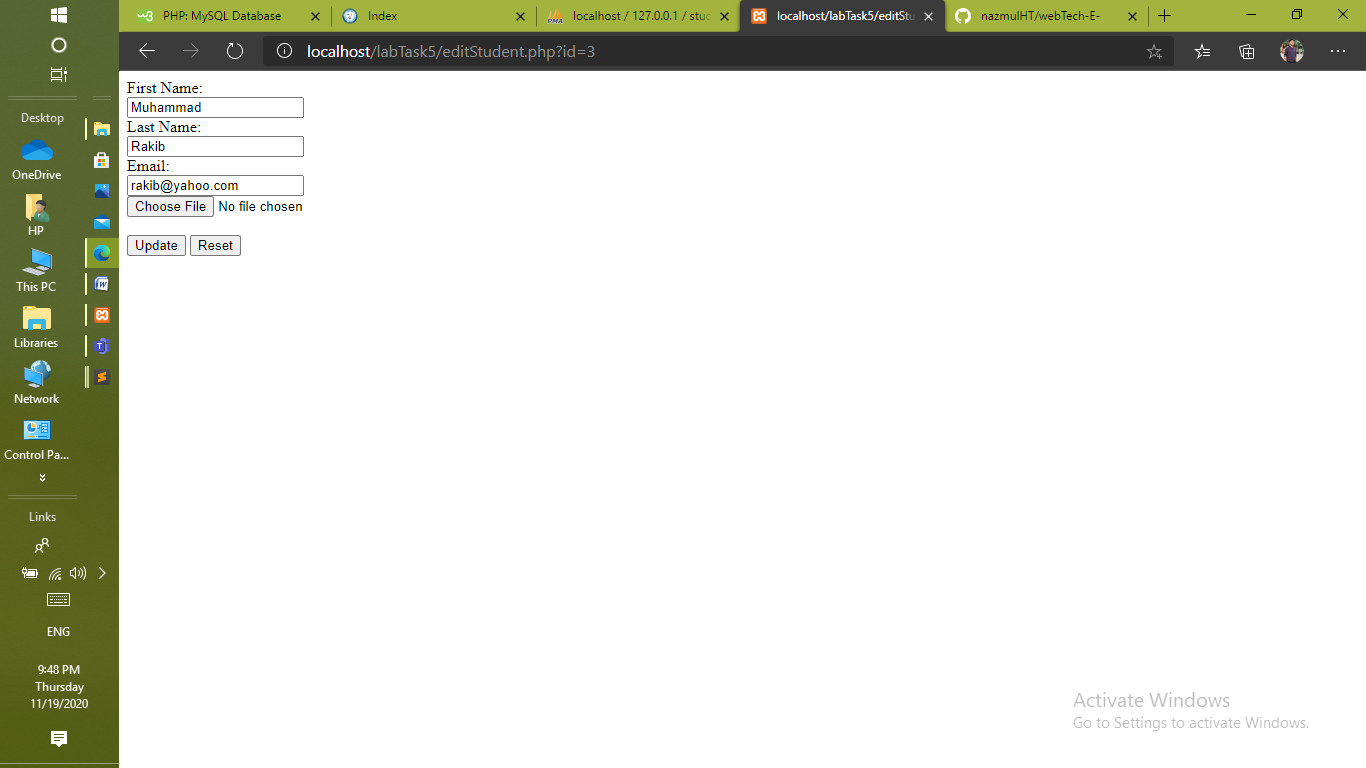 PHP: MySQL Database
Index
localhost / 127.0.0.1 / stuc
localhost/labTask5/editStu
nazmulHT/webTech-E-
localhost/labTask5/editStudent.php?id=3
First Name:
Muhammad
Last Name:
Rakib
Email:
rakib@yahoo.com
Choose File No file chosen
Update Reset
Desktop
OneDrive
HP
This PC
Libraries
Network
Control Pa...
Links
ENG
9:48 PM
Thursday
11/19/2020
Activate Windows
Go to Settings to activate Windows.